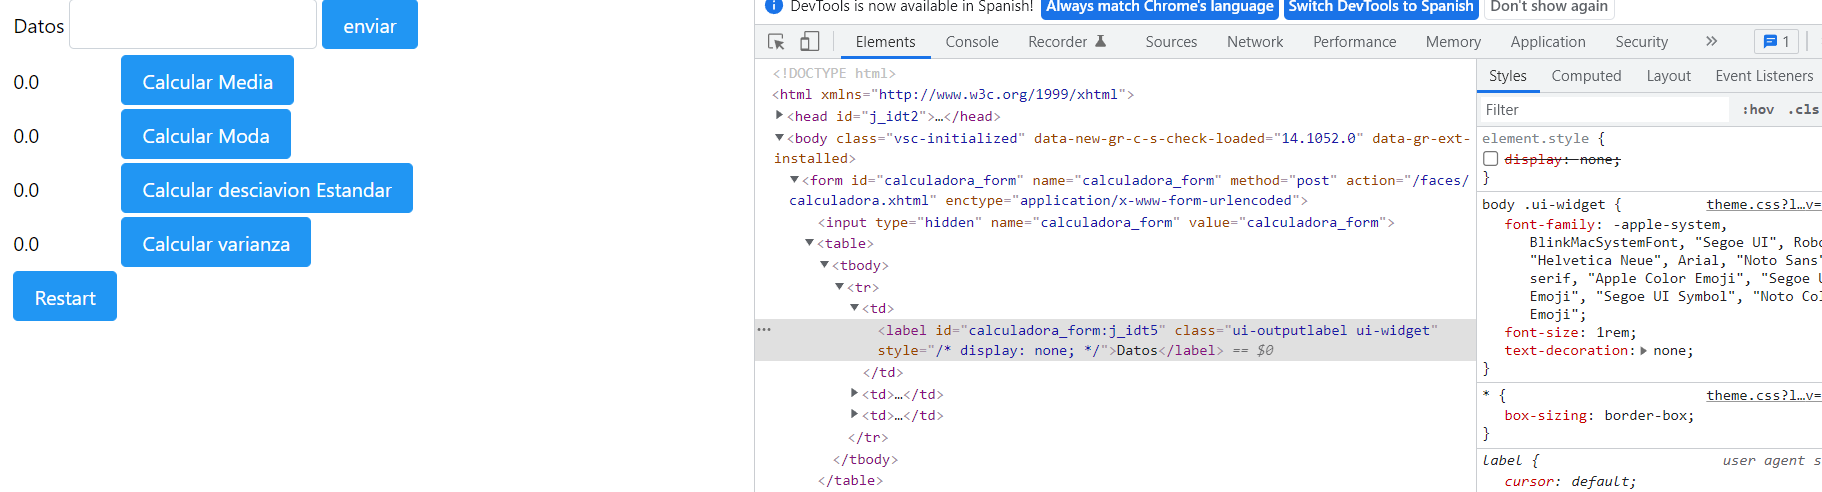 Datos enviar
0.0 Calcular Media
0.0 Calcular Moda
0.0 Calcular desciavion Estandar
0.0 Calcular varianza
Restart
DevTools is now available in Spanish! Always match Chrome's language Switch DevTools to Spanish Don't show again
Elements Console Recorder Sources Network Performance Memory Application Security » 1
<!DOCTYPE html>
<html xmlns="http://www.w3c.org/1999/xhtml">
<head id="j_idt2">…</head>
<body class="vsc-initialized" data-new-gr-c-s-check-loaded="14.1052.0" data-gr-ext-
installed>
<form id="calculadora_form" name="calculadora_form" method="post" action="/faces/
calculadora.xhtml" enctype="application/x-www-form-urlencoded">
<input type="hidden" name="calculadora_form" value="calculadora_form">
<table>
<tbody>
<tr>
<td>
… <label id="calculadora_form:j_idt5" class="ui-outputlabel ui-widget"
style="/* display: none; */">Datos</label> == $0
</td>
<td>…</td>
<td>…</td>
</tr>
</tbody>
</table>
Styles Computed Layout Event Listeners
Filter :hov .cls
element.style {
display: none;
}
body .ui-widget { theme.css?l…v=
font-family: -apple-system,
BlinkMacSystemFont, "Segoe UI", Robo
"Helvetica Neue", Arial, "Noto Sans"
serif, "Apple Color Emoji", "Segoe U
Emoji", "Segoe UI Symbol", "Noto Col
Emoji";
font-size: 1rem;
text-decoration: none;
}
* { theme.css?l…v=
box-sizing: border-box;
}
label { user agent s
cursor: default;